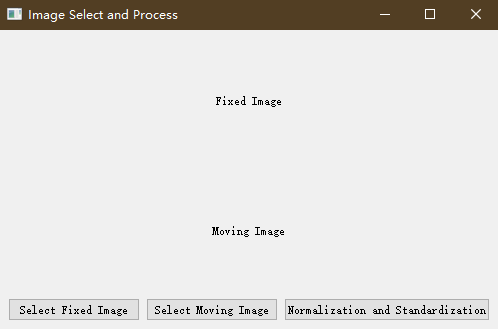 Image Select and Process
Fixed Image
Moving Image
Select Fixed Image
Select Moving Image
Normalization and Standardization